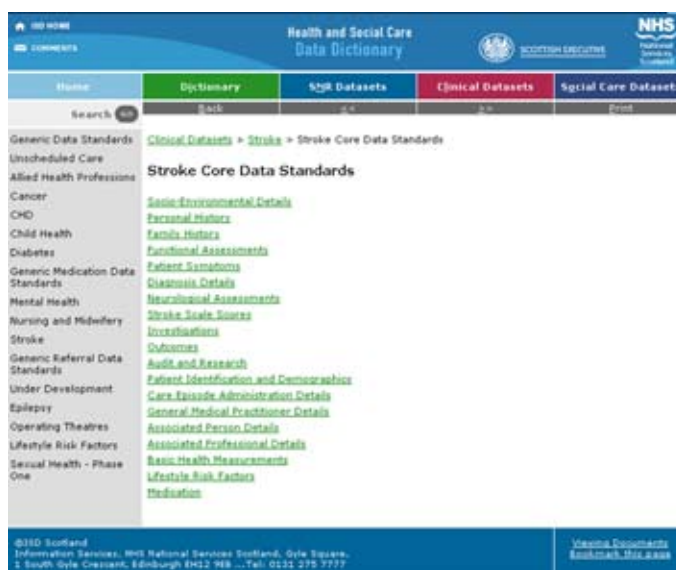 ISD HOME
COMMENTS
Health and Social Care
Data Dictionary
SCOTTISH EXECUTIVE
NHS
National
Services
Scotland
Home
Dictionary
SMR Datasets
Clinical Datasets
Social Care Dataset
Search
Back
<<
>>
Print
Generic Data Standards
Unscheduled Care
Allied Health Professions
Cancer
CHD
Child Health
Diabetes
Generic Medication Data
Standards
Mental Health
Nursing and Midwifery
Stroke
Generic Referral Data
Standards
Under Development
Epilepsy
Operating Theatres
Lifestyle Risk Factors
Sexual Health - Phase
One
Clinical Datasets > Stroke > Stroke Core Data Standards
Stroke Core Data Standards
Socio-Environmental Details
Personal History
Family History
Functional Assessments
Patient Symptoms
Diagnosis Details
Neurological Assessments
Stroke Scale Scores
Investigations
Outcomes
Audit and Research
Patient Identification and Demographics
Care Episode Administration Details
General Medical Practitioner Details
Associated Person Details
Associated Professional Details
Basic Health Measurements
Lifestyle Risk Factors
Medication
©ISD Scotland
Information Services, NHS National Services Scotland, Gyle Square,
1 South Gyle Crescent, Edinburgh EH12 9EB ...Tel: 0131 275 7777
Viewing Documents
Bookmark this page